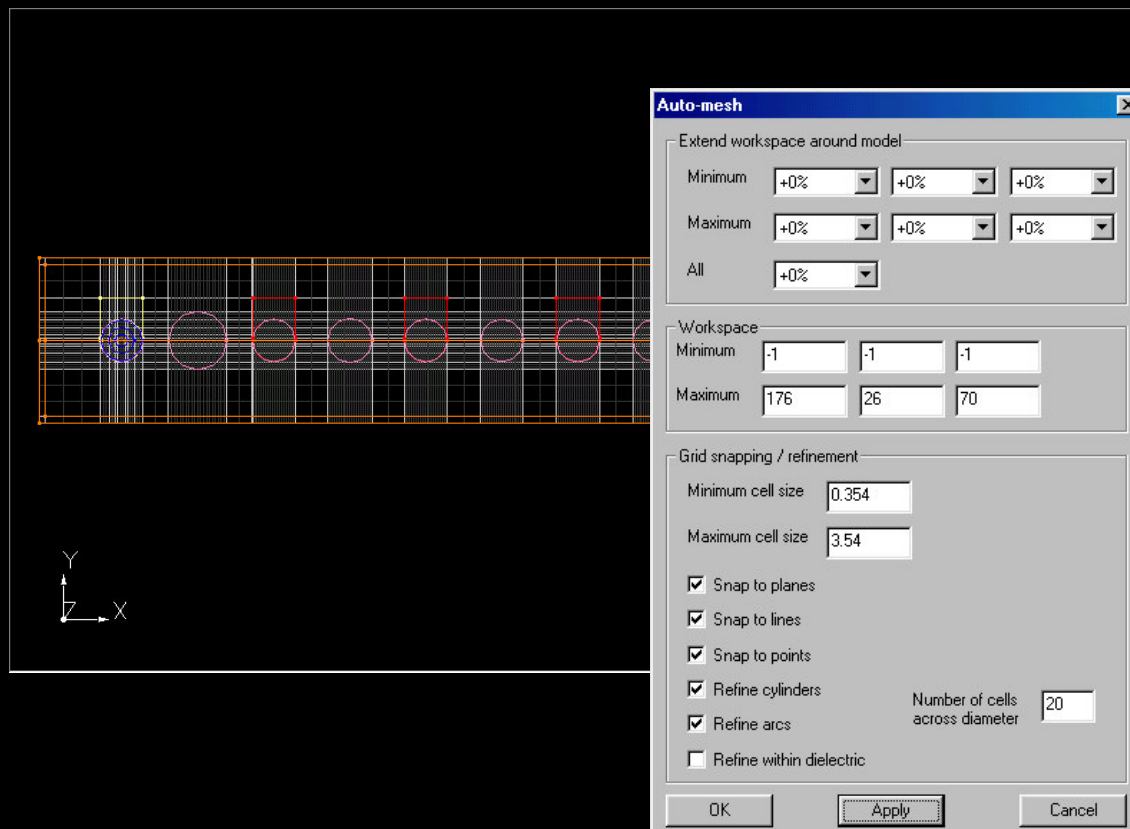 Auto-mesh
Extend workspace around model
Minimum +0% +0% +0%
Maximum +0% +0% +0%
All +0%
Workspace
Minimum -1 -1 -1
Maximum 176 26 70
Grid snapping / refinement
Minimum cell size 0.354
Maximum cell size 3.54
Snap to planes
Snap to lines
Snap to points
Refine cylinders
Refine arcs
Number of cells
across diameter 20
Refine within dielectric
OK Apply Cancel
Y
Z X